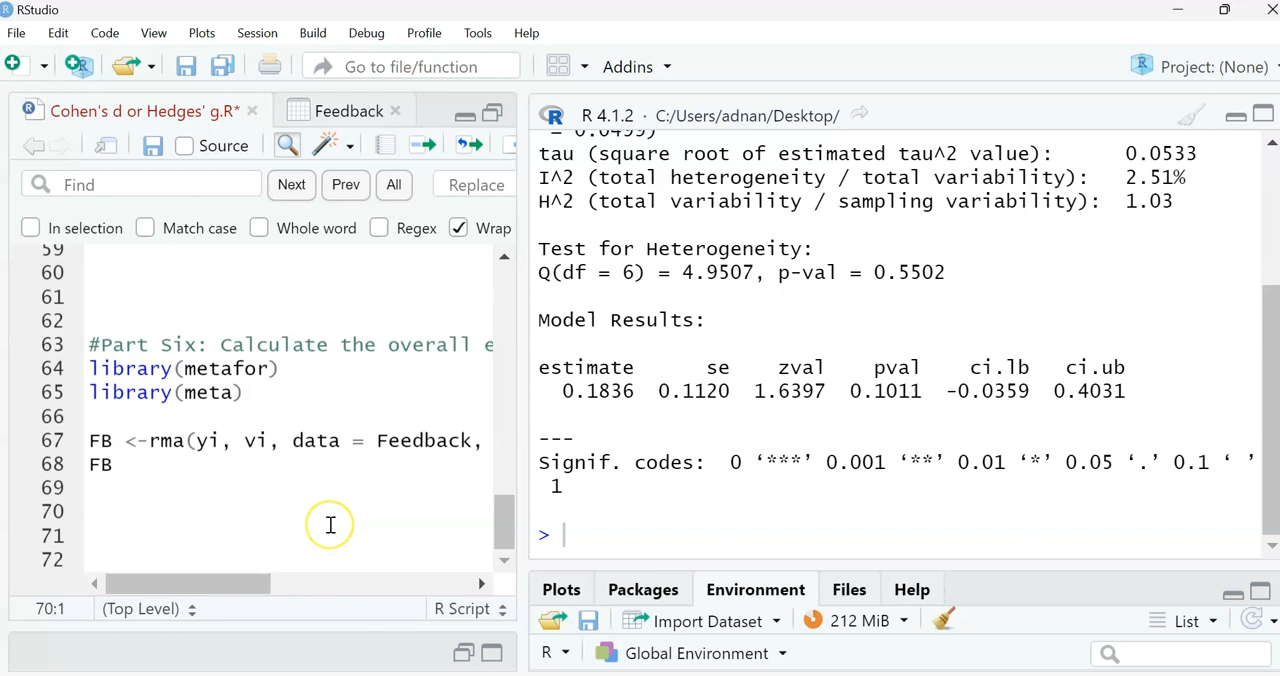 RStudio
File Edit Code View Plots Session Build Debug Profile Tools Help
Go to file/function Addins Project: (None)
Cohen's d or Hedges' g.R* Feedback
Source
Find Next Prev All Replace
In selection Match case Whole word Regex Wrap
59
60
61
62
63 #Part Six: Calculate the overall e
64 library(metafor)
65 library(meta)
66
67 FB <-rma(yi, vi, data = Feedback,
68 FB
69
70
71
72
70:1 (Top Level) R Script
R 4.1.2 · C:/Users/adnan/Desktop/
= 0.0499)
tau (square root of estimated tau^2 value): 0.0533
I^2 (total heterogeneity / total variability): 2.51%
H^2 (total variability / sampling variability): 1.03
Test for Heterogeneity:
Q(df = 6) = 4.9507, p-val = 0.5502
Model Results:
estimate se zval pval ci.lb ci.ub
0.1836 0.1120 1.6397 0.1011 -0.0359 0.4031
---
Signif. codes: 0 ‘***’ 0.001 ‘**’ 0.01 ‘*’ 0.05 ‘.’ 0.1 ‘ ’
1
>
Plots Packages Environment Files Help
Import Dataset 212 MiB List
R Global Environment